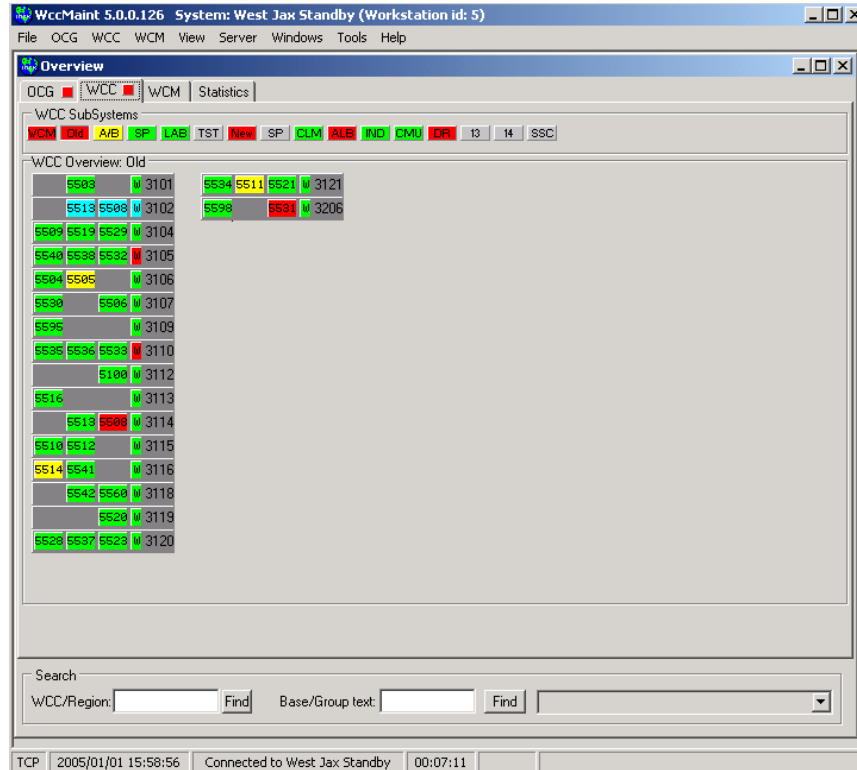 WccMaint 5.0.0.126 System: West Jax Standby (Workstation id: 5)
File OCG WCC WCM View Server Windows Tools Help
Overview
OCG WCC WCM Statistics
WCC SubSystems
WCM Old A/B SP LAB TST New SP CLM ALB IND CMU DR 13 14 SSC
WCC Overview: Old
5503 W 3101 5534 5511 5521 W 3121
5513 5508 W 3102 5598 5531 W 3206
5509 5519 5529 W 3104
5540 5538 5532 W 3105
5504 5505 W 3106
5530 5506 W 3107
5595 W 3109
5535 5536 5533 W 3110
5100 W 3112
5516 W 3113
5513 5508 W 3114
5510 5512 W 3115
5514 5541 W 3116
5542 5560 W 3118
5520 W 3119
5528 5537 5523 W 3120
Search
WCC/Region: Find Base/Group text: Find
TCP 2005/01/01 15:58:56 Connected to West Jax Standby 00:07:11